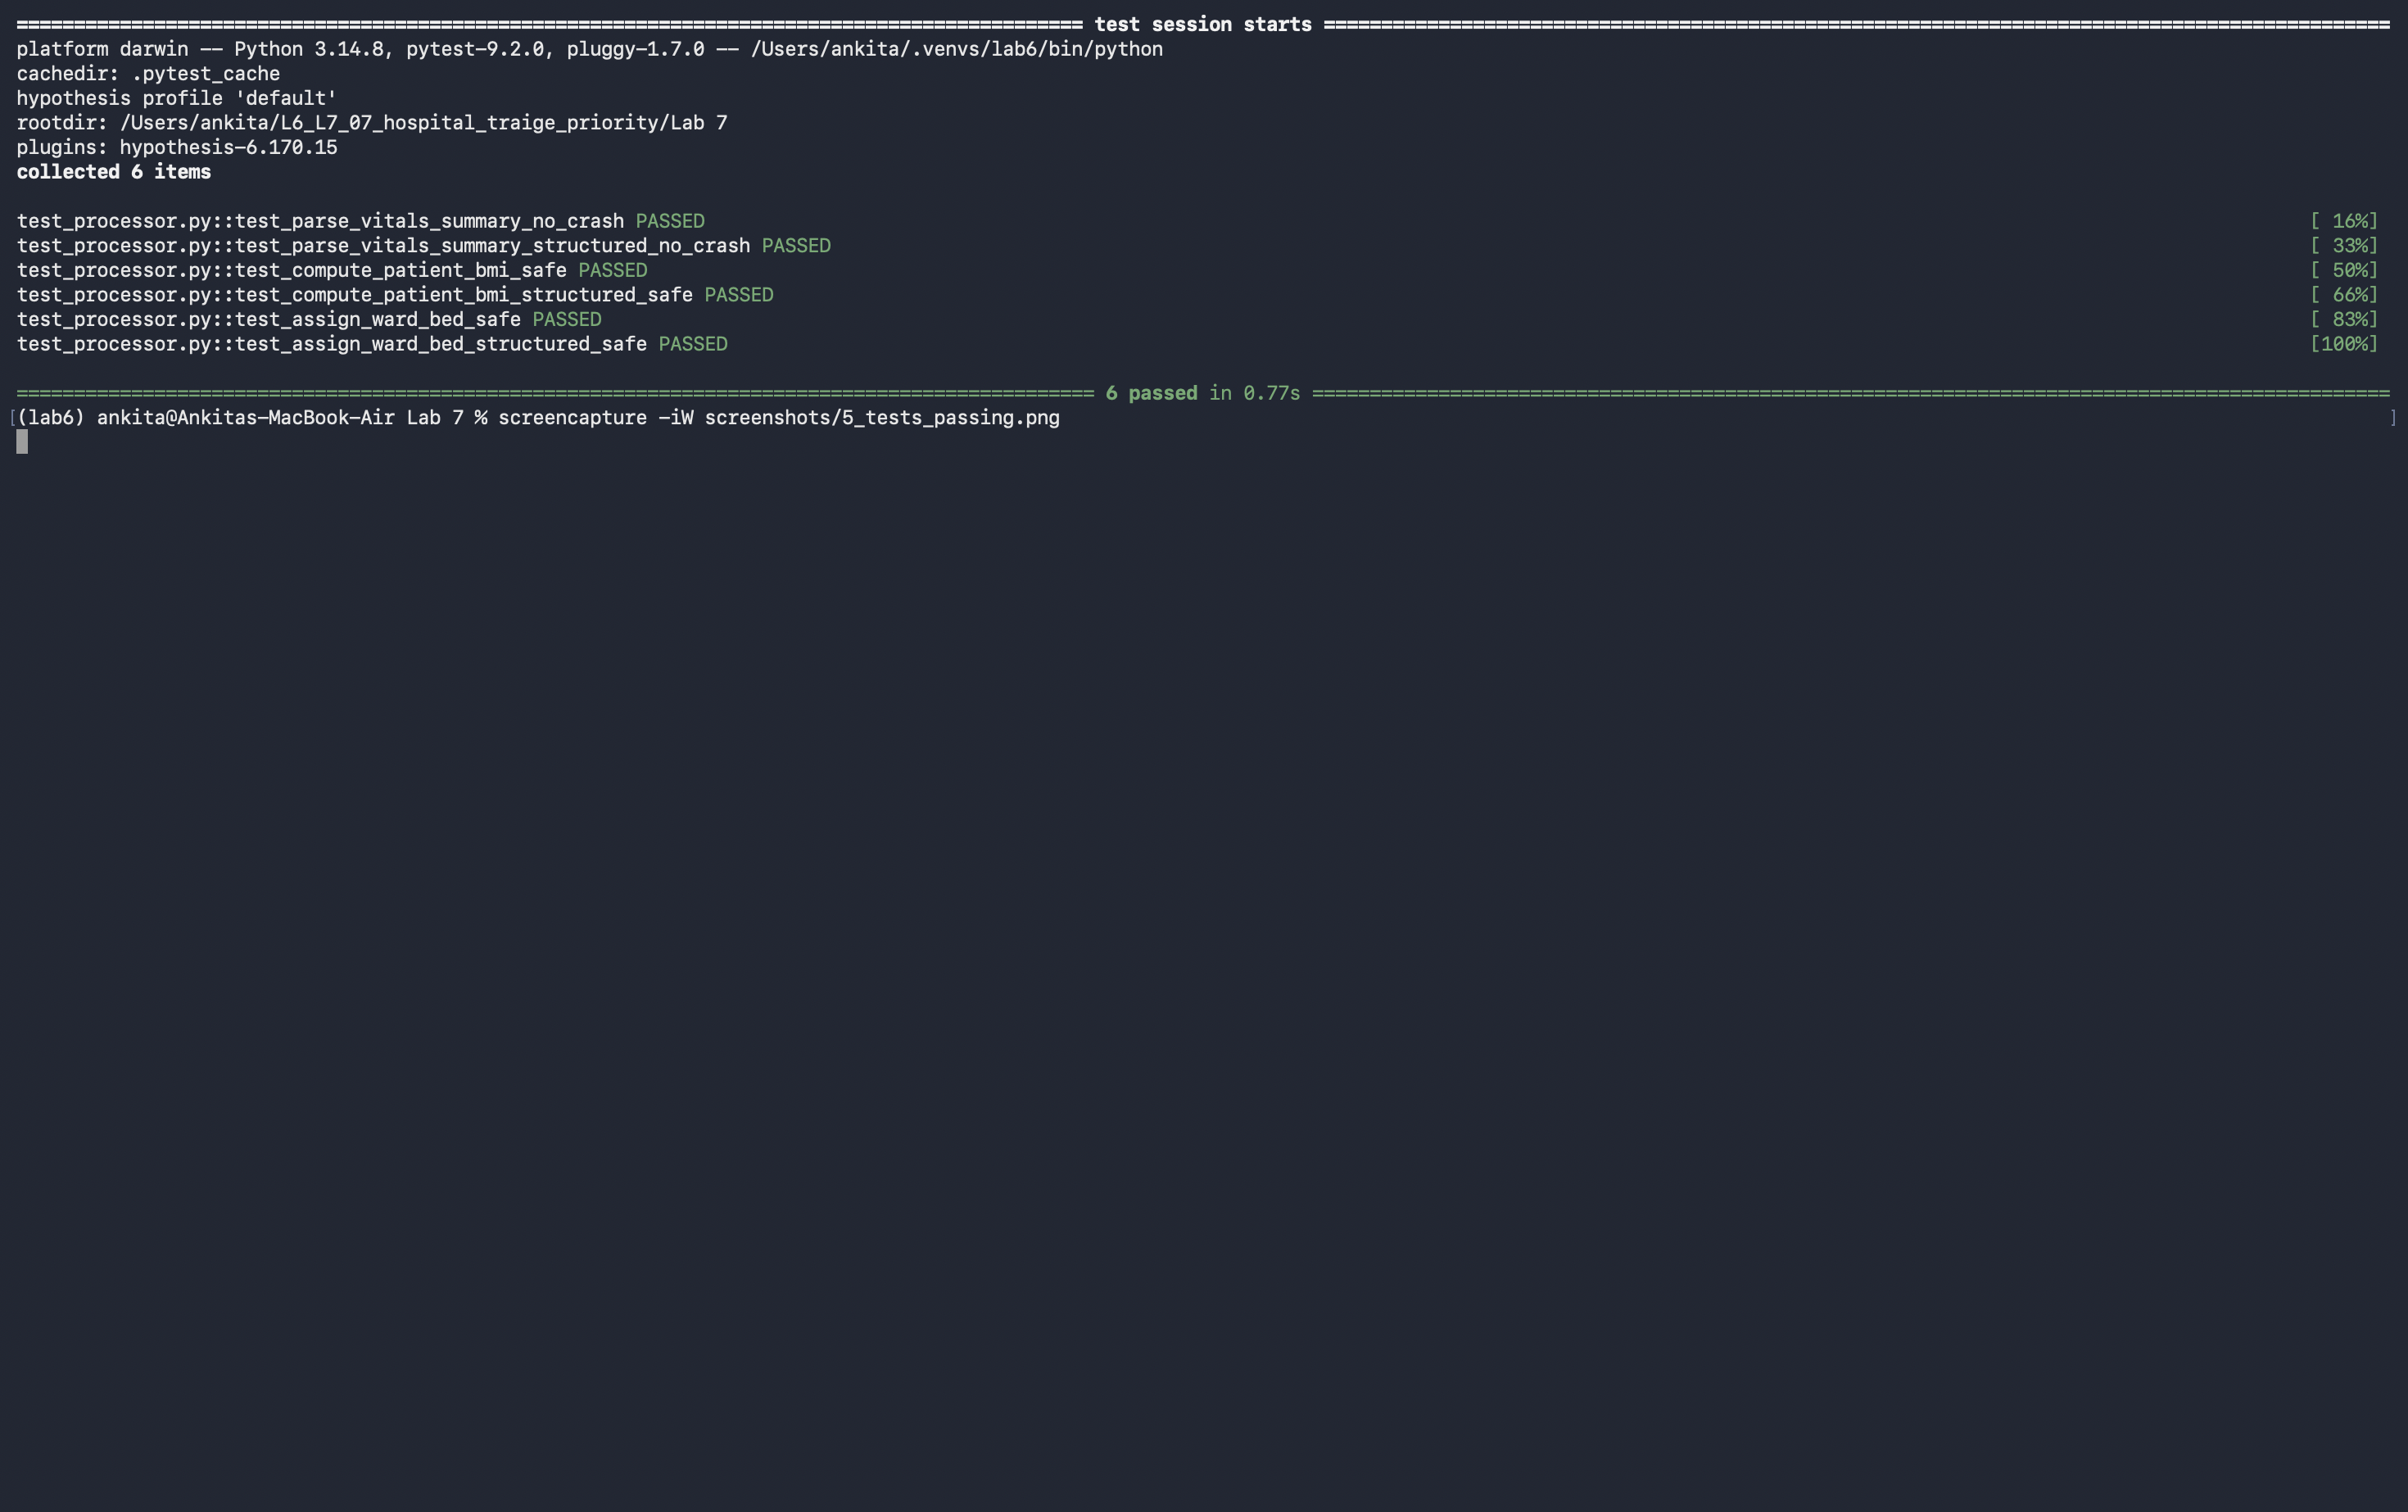 ============================================================================================= test session starts =============================================================================================
platform darwin -- Python 3.14.8, pytest-9.2.0, pluggy-1.7.0 -- /Users/ankita/.venvs/lab6/bin/python
cachedir: .pytest_cache
hypothesis profile 'default'
rootdir: /Users/ankita/L6_L7_07_hospital_traige_priority/Lab 7
plugins: hypothesis-6.170.15
collected 6 items
test_processor.py::test_parse_vitals_summary_no_crash PASSED [ 16%]
test_processor.py::test_parse_vitals_summary_structured_no_crash PASSED [ 33%]
test_processor.py::test_compute_patient_bmi_safe PASSED [ 50%]
test_processor.py::test_compute_patient_bmi_structured_safe PASSED [ 66%]
test_processor.py::test_assign_ward_bed_safe PASSED [ 83%]
test_processor.py::test_assign_ward_bed_structured_safe PASSED [100%]
============================================================================================== 6 passed in 0.77s ==============================================================================================
[(lab6) ankita@Ankitas-MacBook-Air Lab 7 % screencapture -iW screenshots/5_tests_passing.png ]